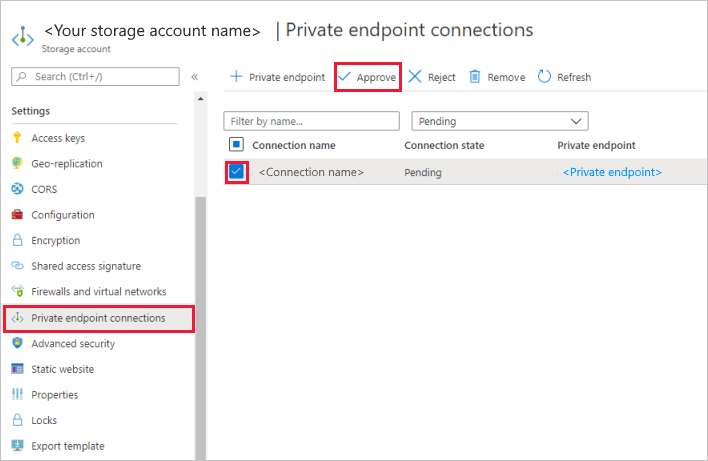 <Your storage account name> | Private endpoint connections
Storage account
Search (Ctrl+/)
«
Private endpoint
Approve
Reject
Remove
Refresh
Settings
Access keys
Geo-replication
CORS
Configuration
Encryption
Shared access signature
Firewalls and virtual networks
Private endpoint connections
Advanced security
Static website
Properties
Locks
Export template
Filter by name...
Pending
Connection name Connection state Private endpoint
<Connection name> Pending <Private endpoint>